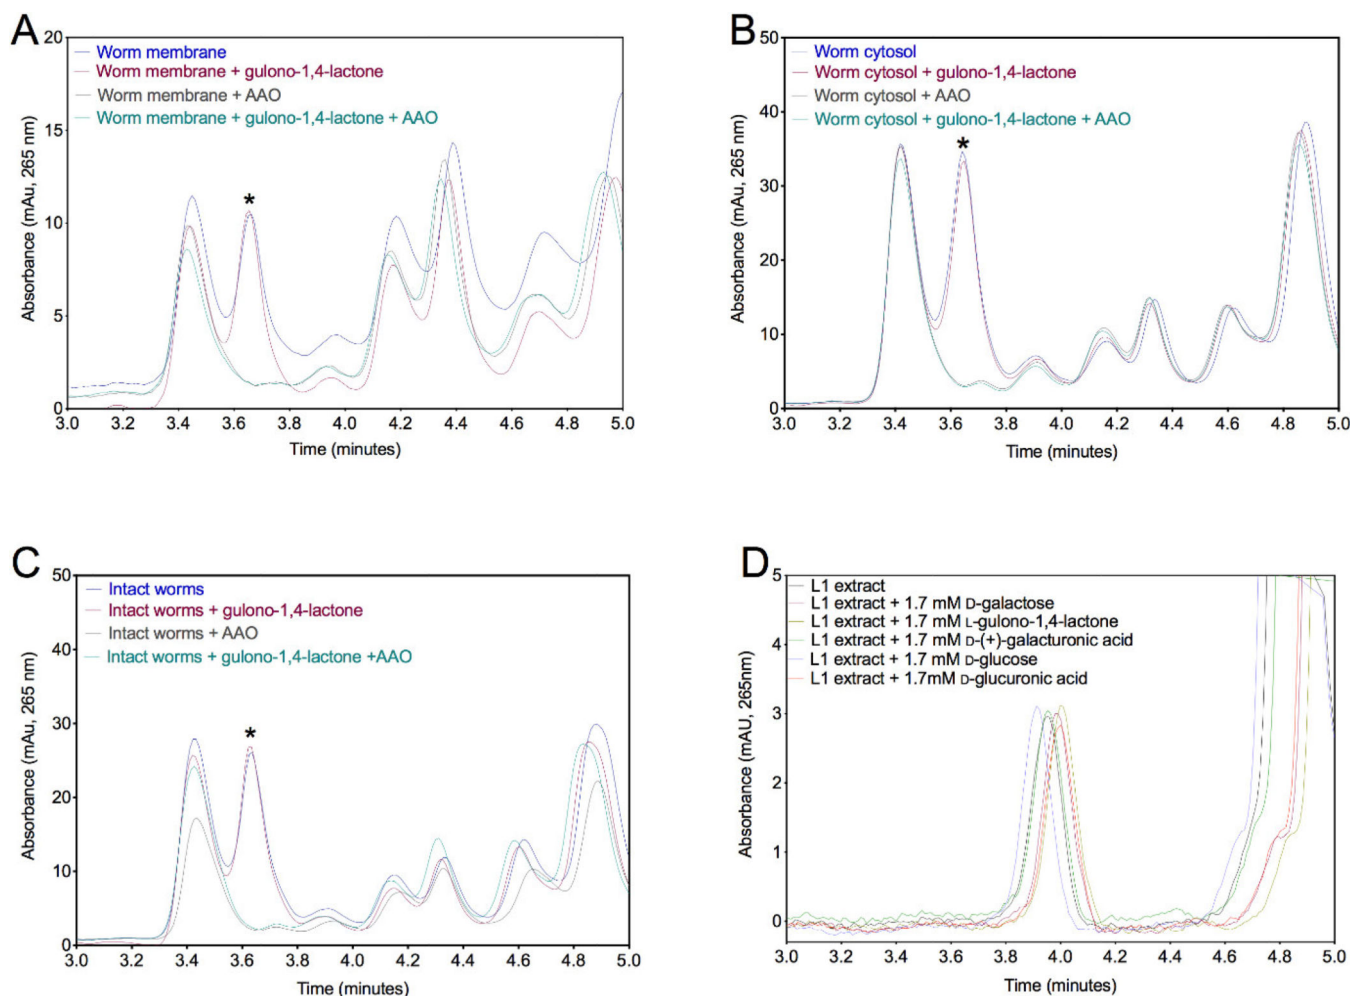 A
Worm membrane
Worm membrane + gulono-1,4-lactone
Worm membrane + AAO
Worm membrane + gulono-1,4-lactone + AAO
*
Absorbance (mAu, 265 nm)
20
15
10
5
0
3.0 3.2 3.4 3.6 3.8 4.0 4.2 4.4 4.6 4.8 5.0
Time (minutes)
B
Worm cytosol
Worm cytosol + gulono-1,4-lactone
Worm cytosol + AAO
Worm cytosol + gulono-1,4-lactone + AAO
*
Absorbance (mAu, 265 nm)
50
40
30
20
10
0
3.0 3.2 3.4 3.6 3.8 4.0 4.2 4.4 4.6 4.8 5.0
Time (minutes)
C
Intact worms
Intact worms + gulono-1,4-lactone
Intact worms + AAO
Intact worms + gulono-1,4-lactone +AAO
*
Absorbance (mAu, 265 nm)
50
40
30
20
10
0
3.0 3.2 3.4 3.6 3.8 4.0 4.2 4.4 4.6 4.8 5.0
Time (minutes)
D
L1 extract
L1 extract + 1.7 mM D-galactose
L1 extract + 1.7 mM L-gulono-1,4-lactone
L1 extract + 1.7 mM D-(+)-galacturonic acid
L1 extract + 1.7 mM D-glucose
L1 extract + 1.7mM D-glucuronic acid
Absorbance (mAU, 265nm)
5
4
3
2
1
0
3.0 3.2 3.4 3.6 3.8 4.0 4.2 4.4 4.6 4.8 5.0
Time (minutes)